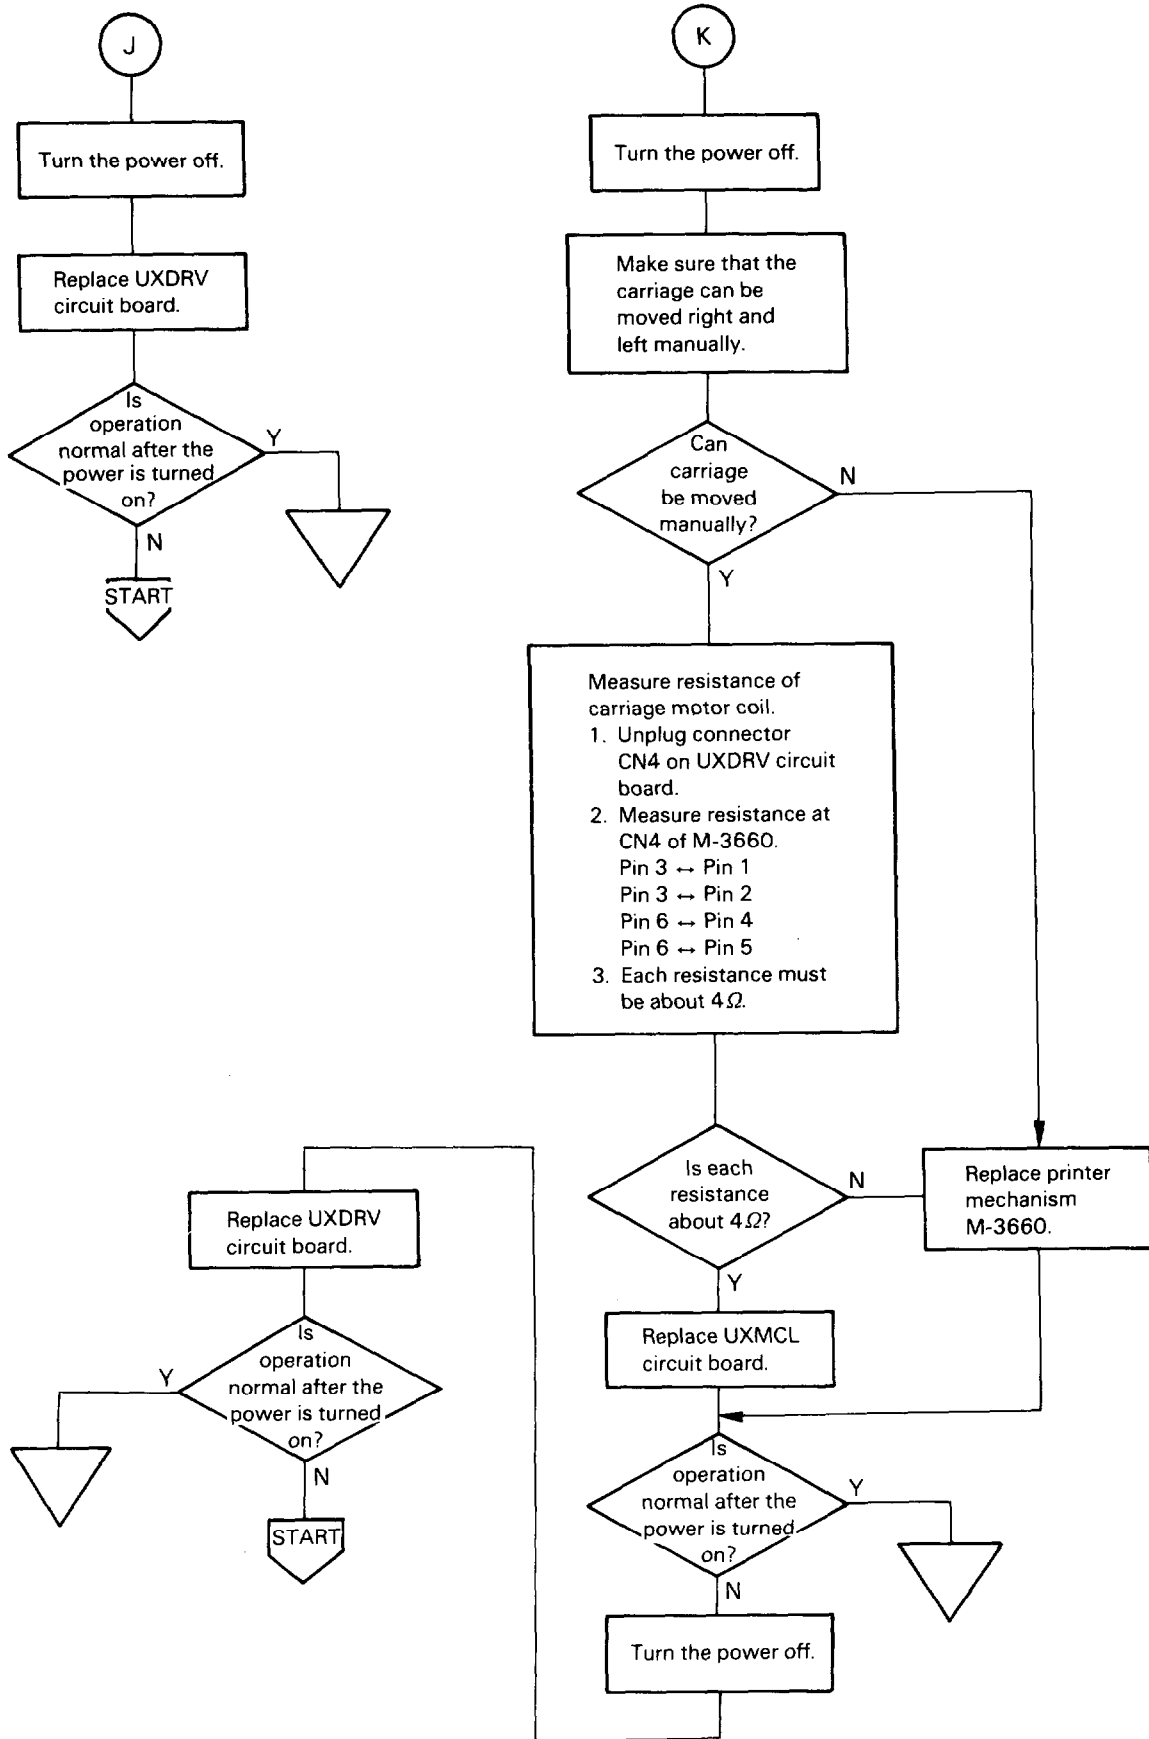 J
Turn the power off.
Replace UXDRV
circuit board.
Is
operation
normal after the
power is turned
on?
Y
N
START
K
Turn the power off.
Make sure that the
carriage can be
moved right and
left manually.
Can
carriage
be moved
manually?
N
Y
Measure resistance of
carriage motor coil.
1. Unplug connector
CN4 on UXDRV circuit
board.
2. Measure resistance at
CN4 of M-3660.
Pin 3 ↔ Pin 1
Pin 3 ↔ Pin 2
Pin 6 ↔ Pin 4
Pin 6 ↔ Pin 5
3. Each resistance must
be about 4Ω.
Is each
resistance
about 4Ω?
N
Y
Replace printer
mechanism
M-3660.
Replace UXMCL
circuit board.
Is
operation
normal after the
power is turned
on?
Y
N
Turn the power off.
Replace UXDRV
circuit board.
Is
operation
normal after the
power is turned
on?
Y
N
START